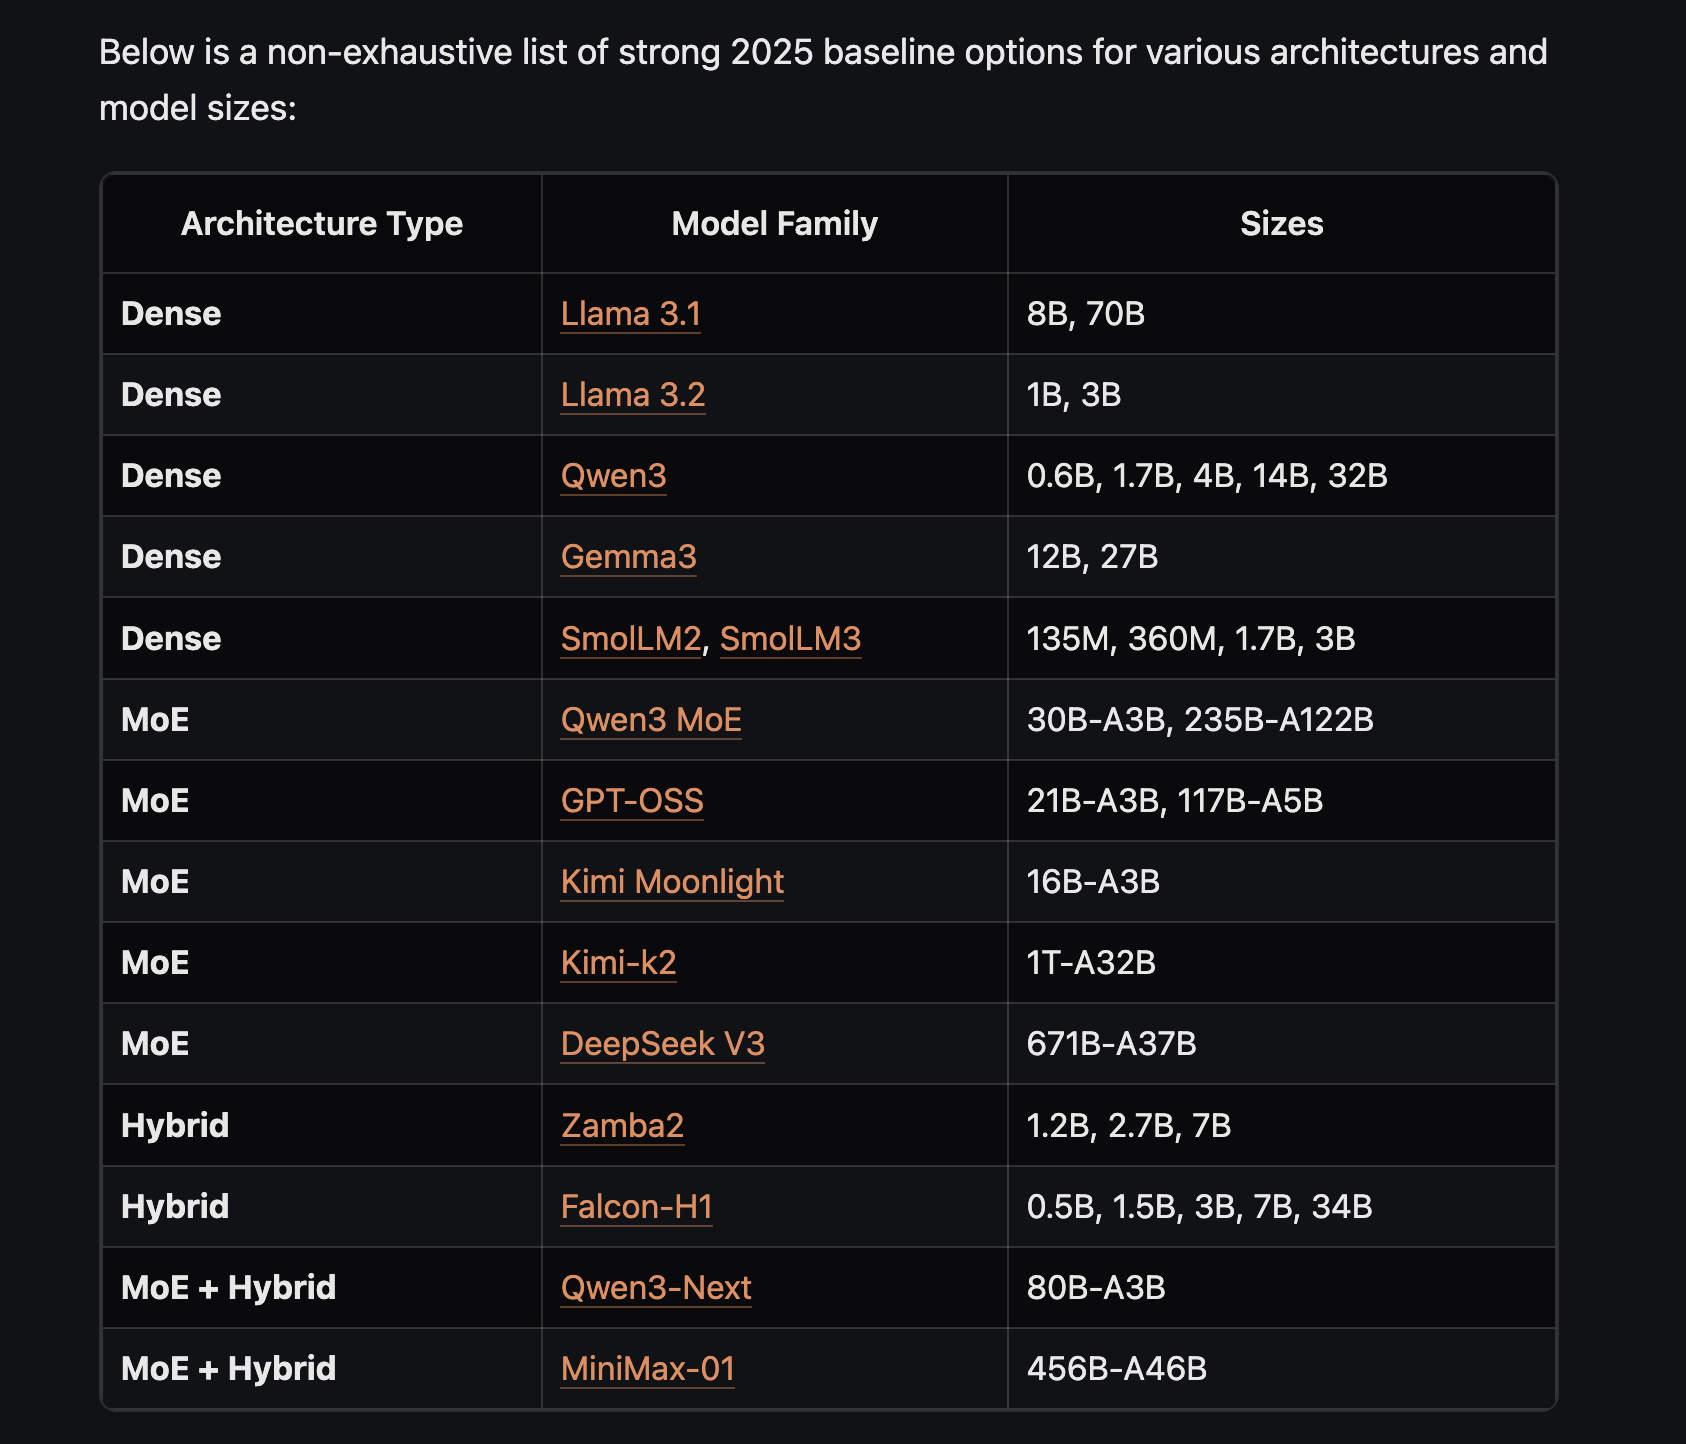 Below is a non-exhaustive list of strong 2025 baseline options for various architectures and
model sizes:
Architecture Type Model Family Sizes
Dense Llama 3.1 8B, 70B
Dense Llama 3.2 1B, 3B
Dense Qwen3 0.6B, 1.7B, 4B, 14B, 32B
Dense Gemma3 12B, 27B
Dense SmolLM2, SmolLM3 135M, 360M, 1.7B, 3B
MoE Qwen3 MoE 30B-A3B, 235B-A122B
MoE GPT-OSS 21B-A3B, 117B-A5B
MoE Kimi Moonlight 16B-A3B
MoE Kimi-k2 1T-A32B
MoE DeepSeek V3 671B-A37B
Hybrid Zamba2 1.2B, 2.7B, 7B
Hybrid Falcon-H1 0.5B, 1.5B, 3B, 7B, 34B
MoE + Hybrid Qwen3-Next 80B-A3B
MoE + Hybrid MiniMax-01 456B-A46B